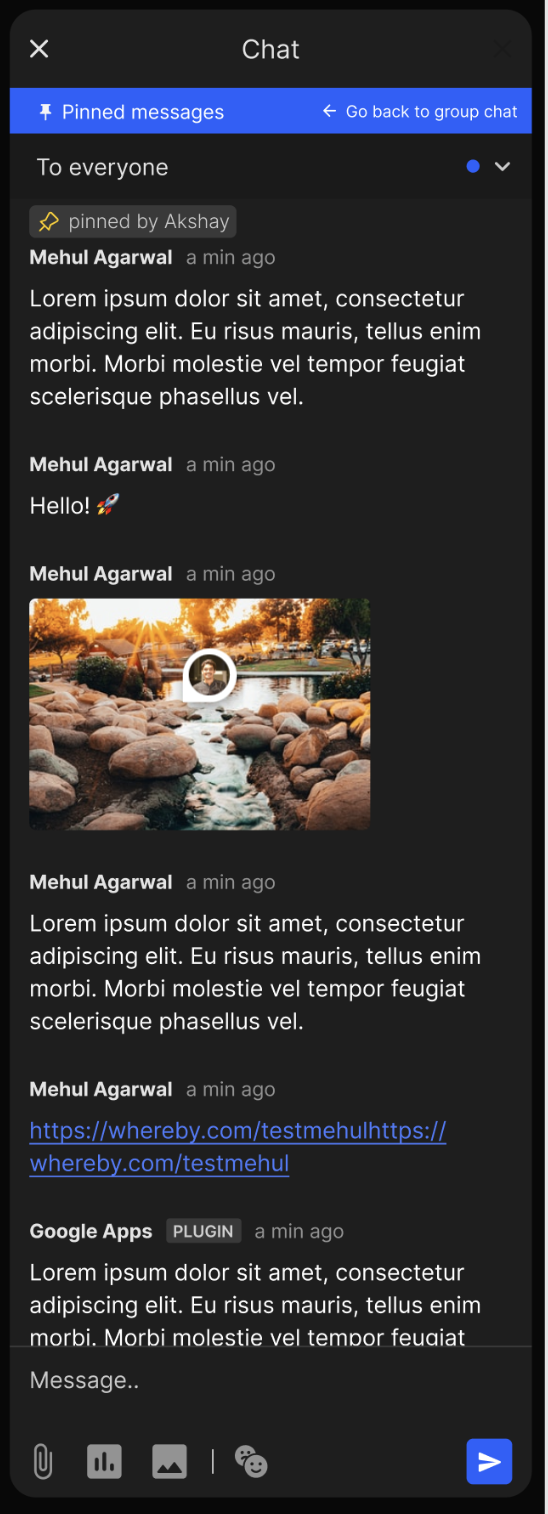 Chat
Pinned messages
Go back to group chat
To everyone
pinned by Akshay
Mehul Agarwal a min ago
Lorem ipsum dolor sit amet, consectetur
adipiscing elit. Eu risus mauris, tellus enim
morbi. Morbi molestie vel tempor feugiat
scelerisque phasellus vel.
Mehul Agarwal a min ago
Hello! 🚀
Mehul Agarwal a min ago
Mehul Agarwal a min ago
Lorem ipsum dolor sit amet, consectetur
adipiscing elit. Eu risus mauris, tellus enim
morbi. Morbi molestie vel tempor feugiat
scelerisque phasellus vel.
Mehul Agarwal a min ago
https://whereby.com/testmehulhttps://
whereby.com/testmehul
Google Apps PLUGIN a min ago
Lorem ipsum dolor sit amet, consectetur
adipiscing elit. Eu risus mauris, tellus enim
morbi. Morbi molestie vel tempor feugiat
Message..